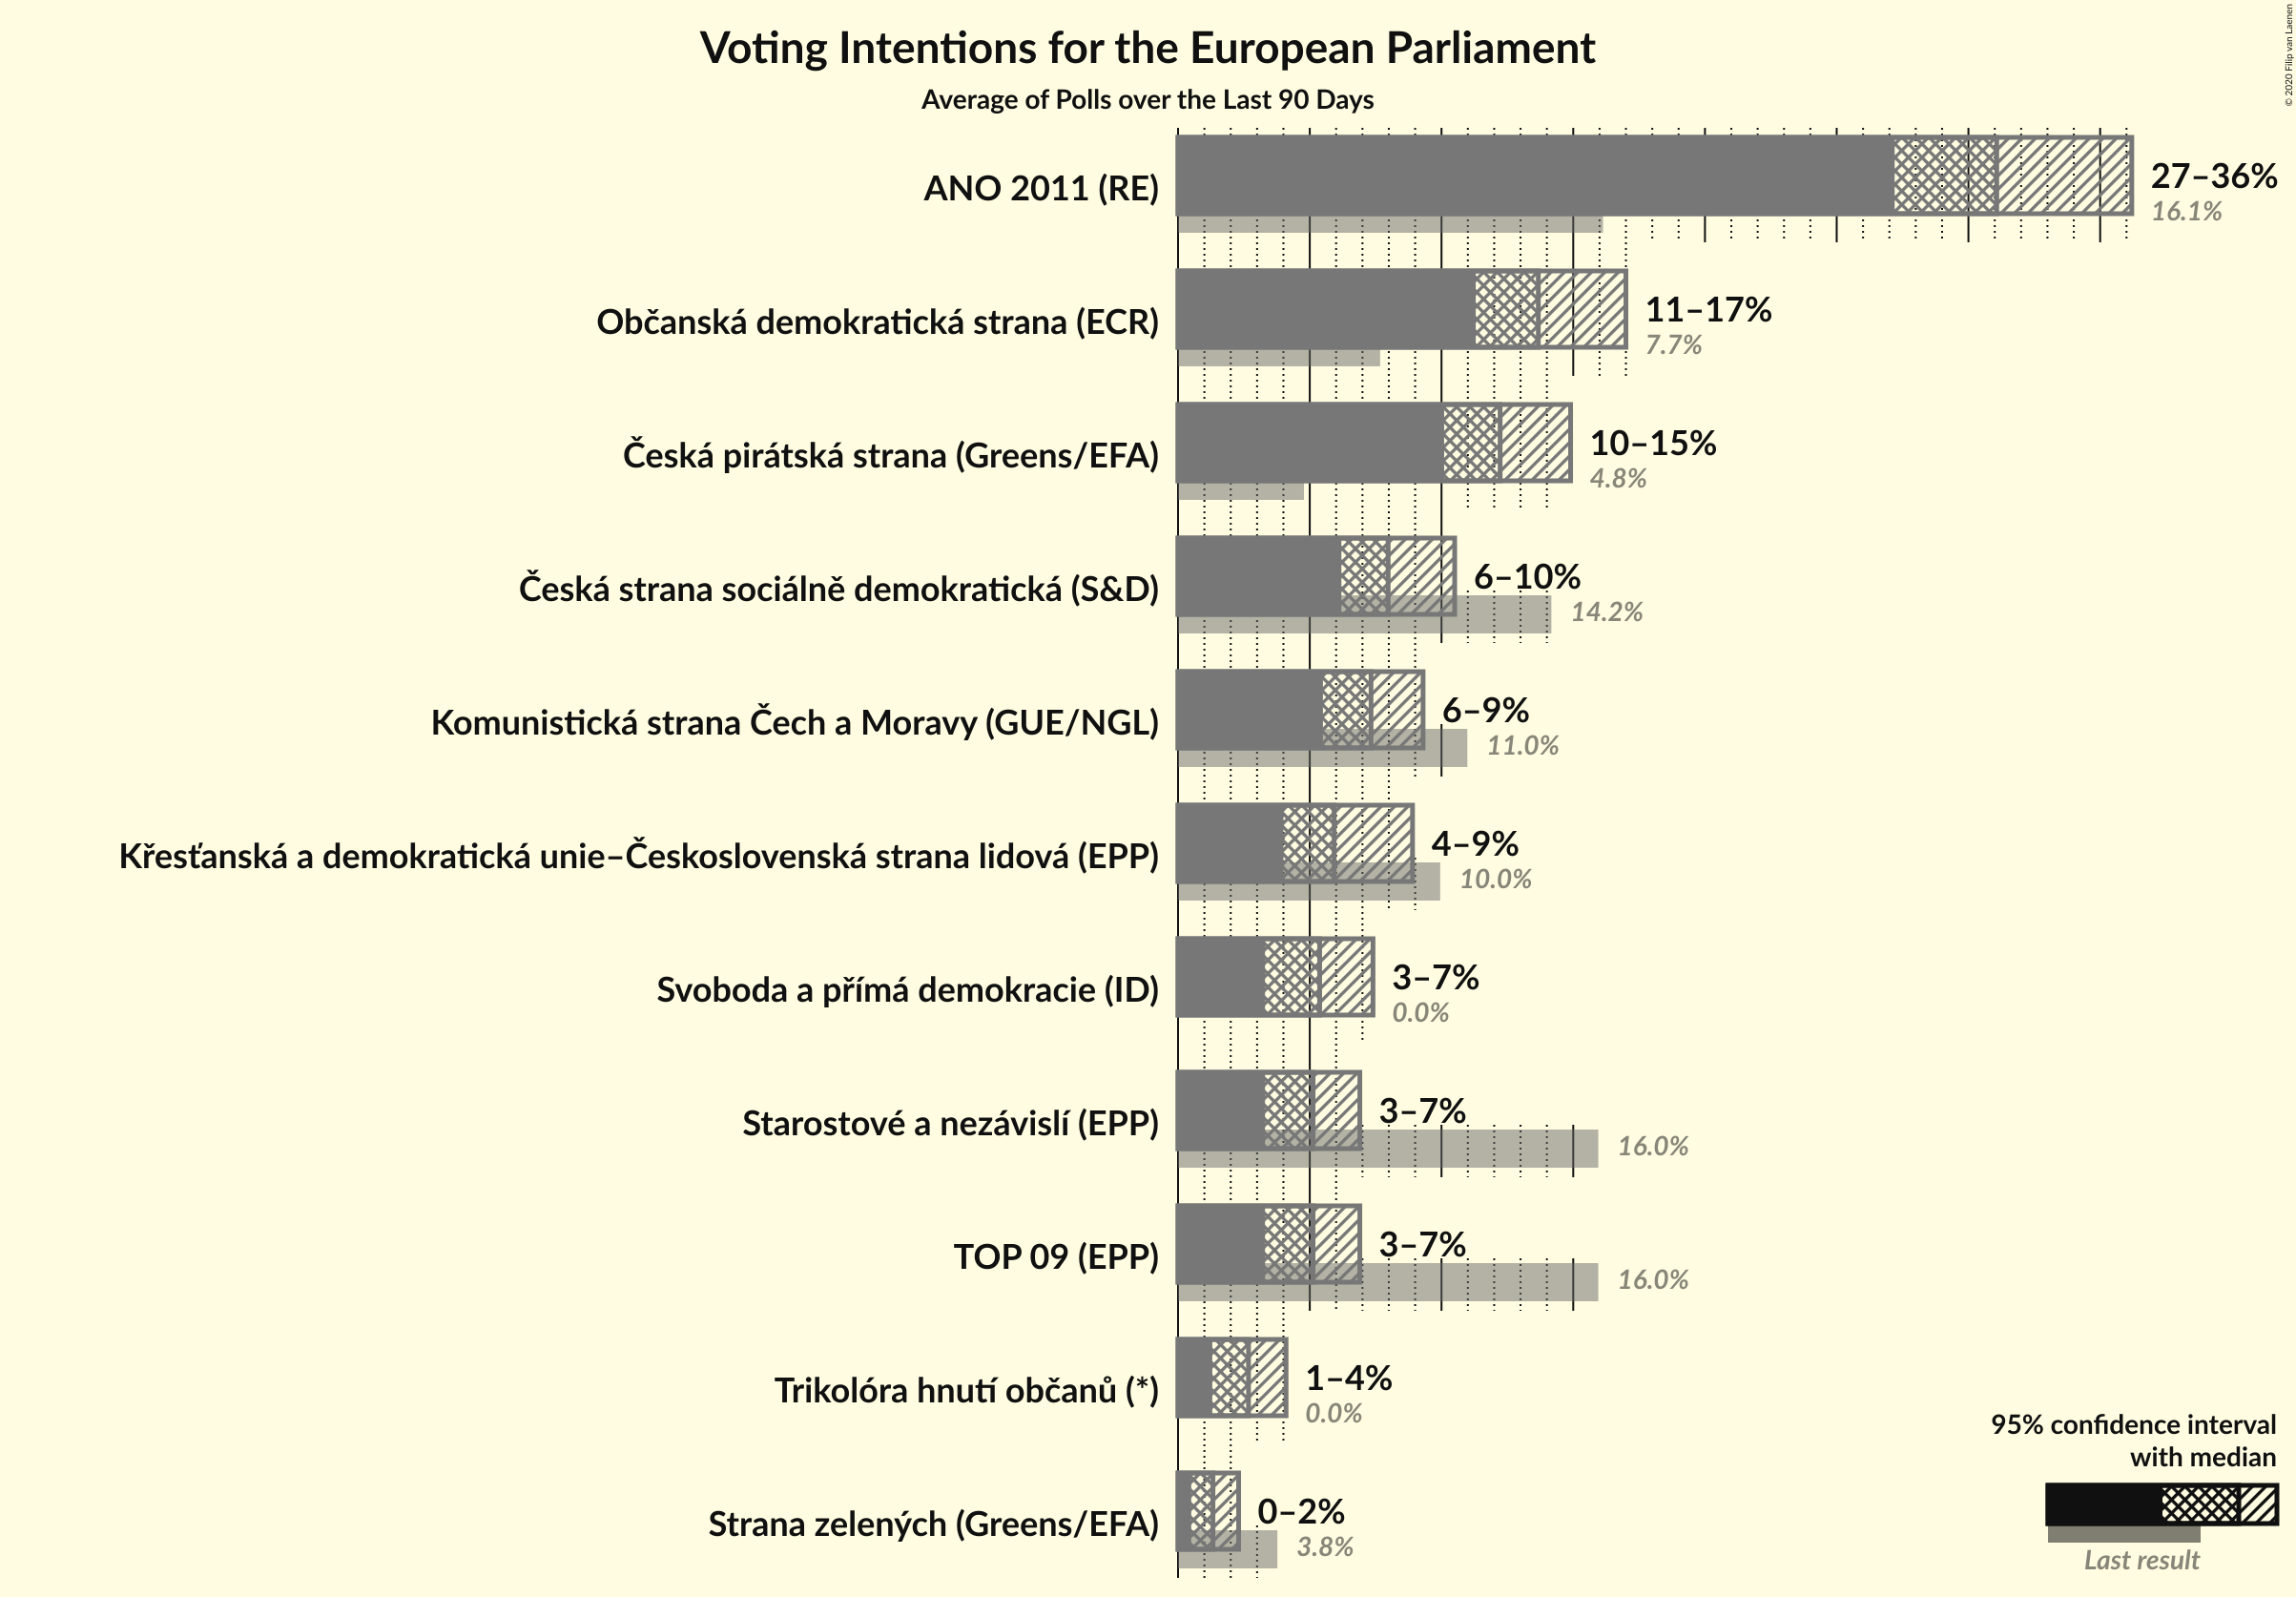 © 2020 Filip van Laenen
Voting Intentions for the European Parliament
Average of Polls over the Last 90 Days
ANO 2011 (RE)
27–36%
16.1%
Občanská demokratická strana (ECR)
11–17%
7.7%
Česká pirátská strana (Greens/EFA)
10–15%
4.8%
Česká strana sociálně demokratická (S&D)
6–10%
14.2%
Komunistická strana Čech a Moravy (GUE/NGL)
6–9%
11.0%
Křesťanská a demokratická unie–Československá strana lidová (EPP)
4–9%
10.0%
Svoboda a přímá demokracie (ID)
3–7%
0.0%
Starostové a nezávislí (EPP)
3–7%
16.0%
TOP 09 (EPP)
3–7%
16.0%
Trikolóra hnutí občanů (*)
1–4%
0.0%
Strana zelených (Greens/EFA)
0–2%
3.8%
95% confidence interval
with median
Last result